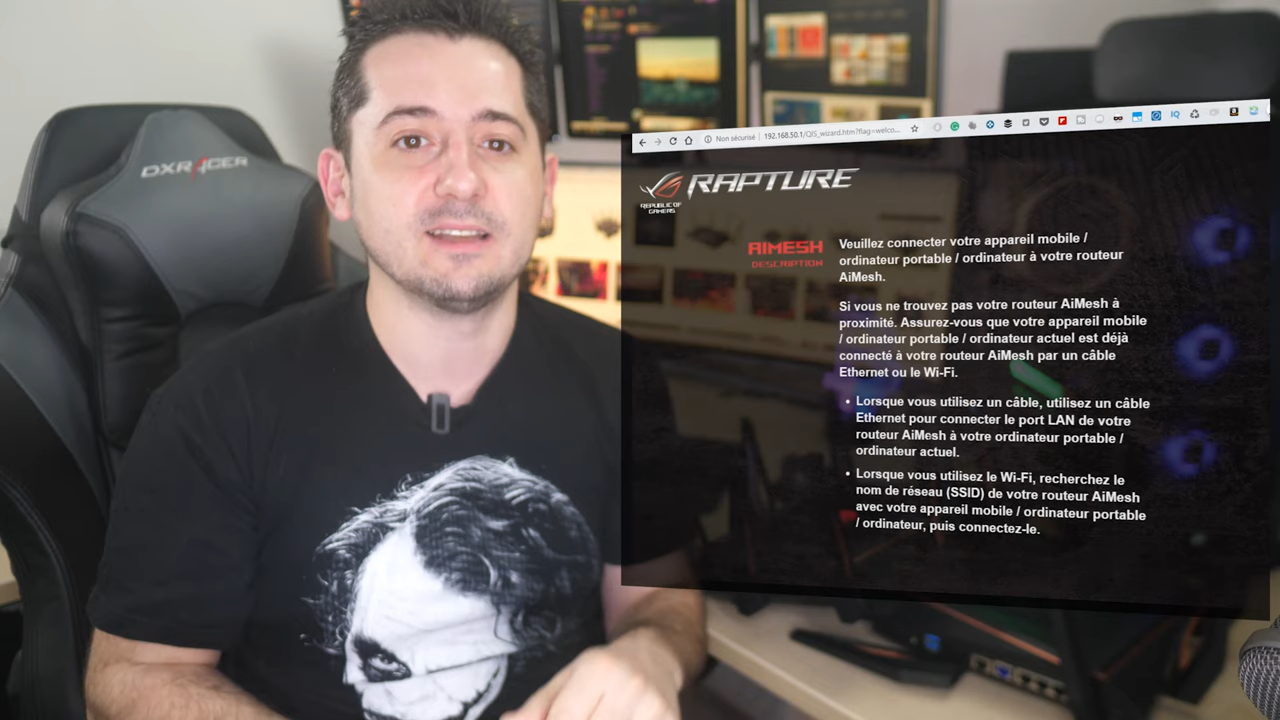 DXRACER
Non sécurisé
192.168.50.1/QIS_wizard.htm?flag=welco...
REPUBLIC OF
GAMERS
RAPTURE
AIMESH
DESCRIPTION
Veuillez connecter votre appareil mobile /
ordinateur portable / ordinateur à votre routeur
AiMesh.
Si vous ne trouvez pas votre routeur AiMesh à
proximité. Assurez-vous que votre appareil mobile
/ ordinateur portable / ordinateur actuel est déjà
connecté à votre routeur AiMesh par un câble
Ethernet ou le Wi-Fi.
• Lorsque vous utilisez un câble, utilisez un câble
Ethernet pour connecter le port LAN de votre
routeur AiMesh à votre ordinateur portable /
ordinateur actuel.
• Lorsque vous utilisez le Wi-Fi, recherchez le
nom de réseau (SSID) de votre routeur AiMesh
avec votre appareil mobile / ordinateur portable
/ ordinateur, puis connectez-le.